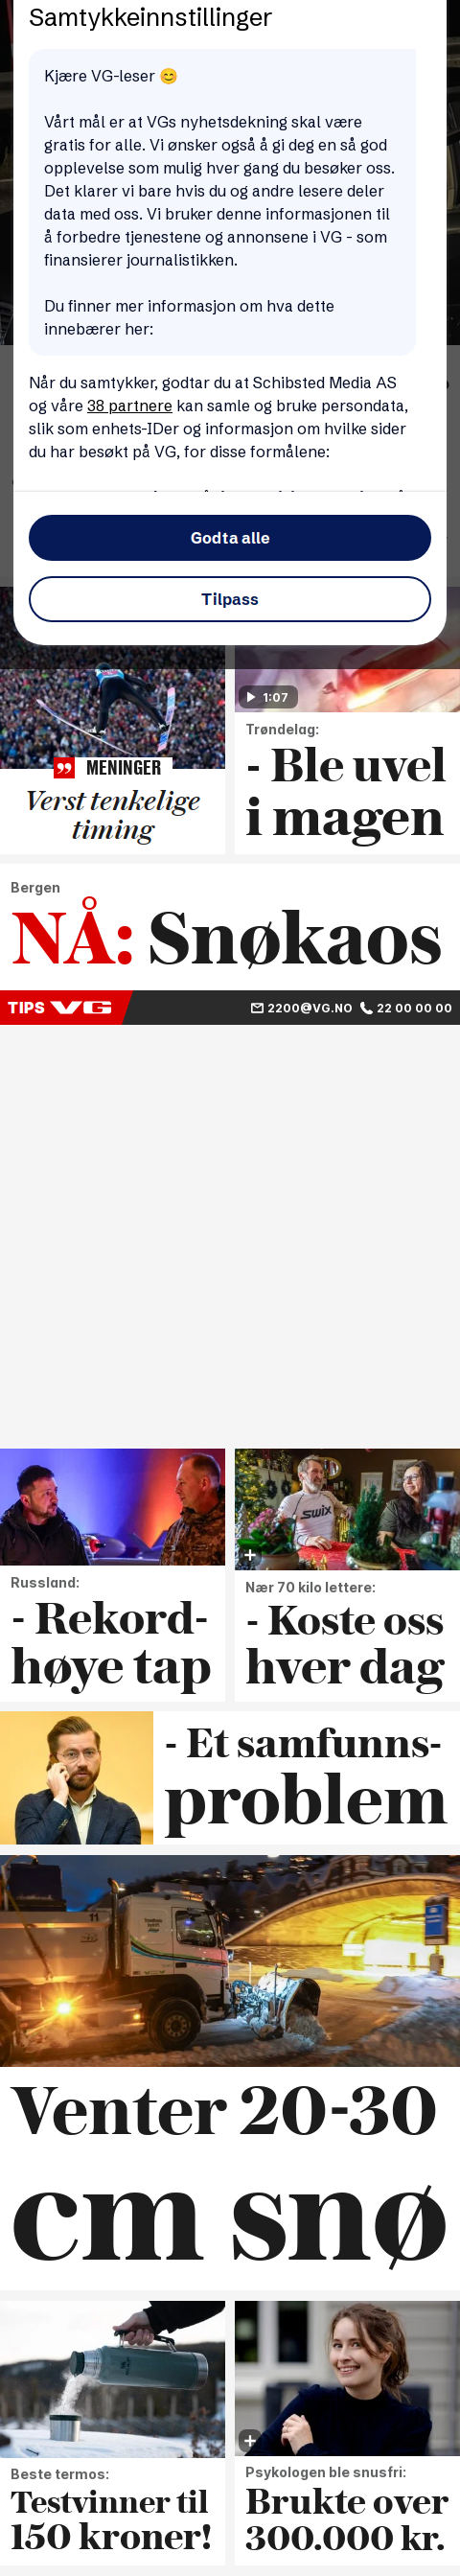 Samtykkeinnstillinger
Kjære VG-leser 😊
Vårt mål er at VGs nyhetsdekning skal være
gratis for alle. Vi ønsker også å gi deg en så god
opplevelse som mulig hver gang du besøker oss.
Det klarer vi bare hvis du og andre lesere deler
data med oss. Vi bruker denne informasjonen til
å forbedre tjenestene og annonsene i VG - som
finansierer journalistikken.
Du finner mer informasjon om hva dette
innebærer her:
Når du samtykker, godtar du at Schibsted Media AS
og våre 38 partnere kan samle og bruke persondata,
slik som enhets-IDer og informasjon om hvilke sider
du har besøkt på VG, for disse formålene:
Godta alle
Tilpass
1:07
MENINGER
Verst tenkelige
timing
Trøndelag:
- Ble uvel
i magen
Bergen
NÅ: Snøkaos
TIPS VG 2200@VG.NO 22 00 00 00
Russland:
- Rekord-
høye tap
SWIX
Nær 70 kilo lettere:
- Koste oss
hver dag
- Et samfunns-
problem
11
Venter 20-30
cm snø
Beste termos:
Testvinner til
150 kroner!
Psykologen ble snusfri:
Brukte over
300.000 kr.